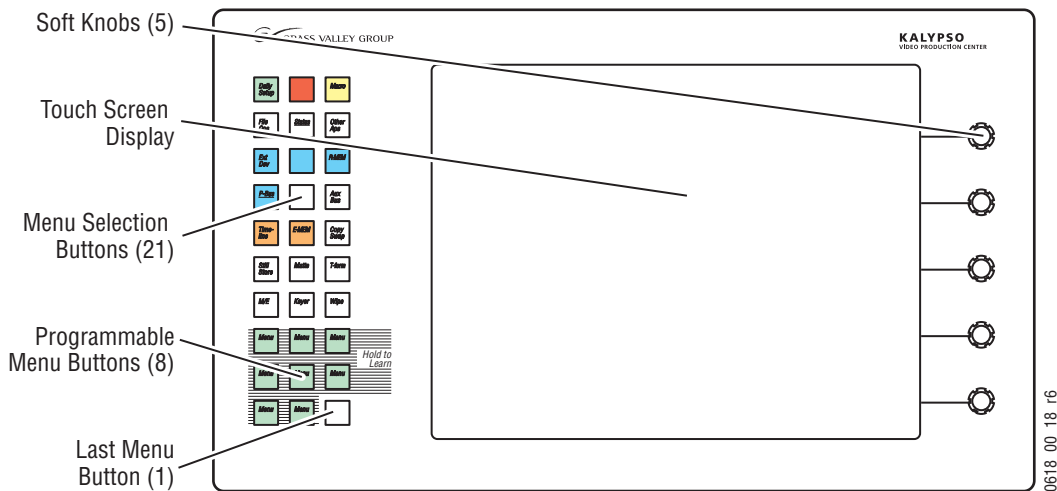 Soft Knobs (5)
Touch Screen
Display
Menu Selection
Buttons (21)
Programmable
Menu Buttons (8)
Last Menu
Button (1)
VALLEY GROUP
KALYPSO
VIDEO PRODUCTION CENTER
Daily
Setup
Macro
File
Status
Other
Aps
Ext
Dev
R-MEM
P-Bus
Aux
Bus
Time-
line
E-MEM
Copy
Swap
Still
Store
Matte
T-form
M/E
Keyer
Wipe
Menu Menu Menu
Hold to
Learn
Menu Menu Menu
Menu Menu
0618 00 18 r6